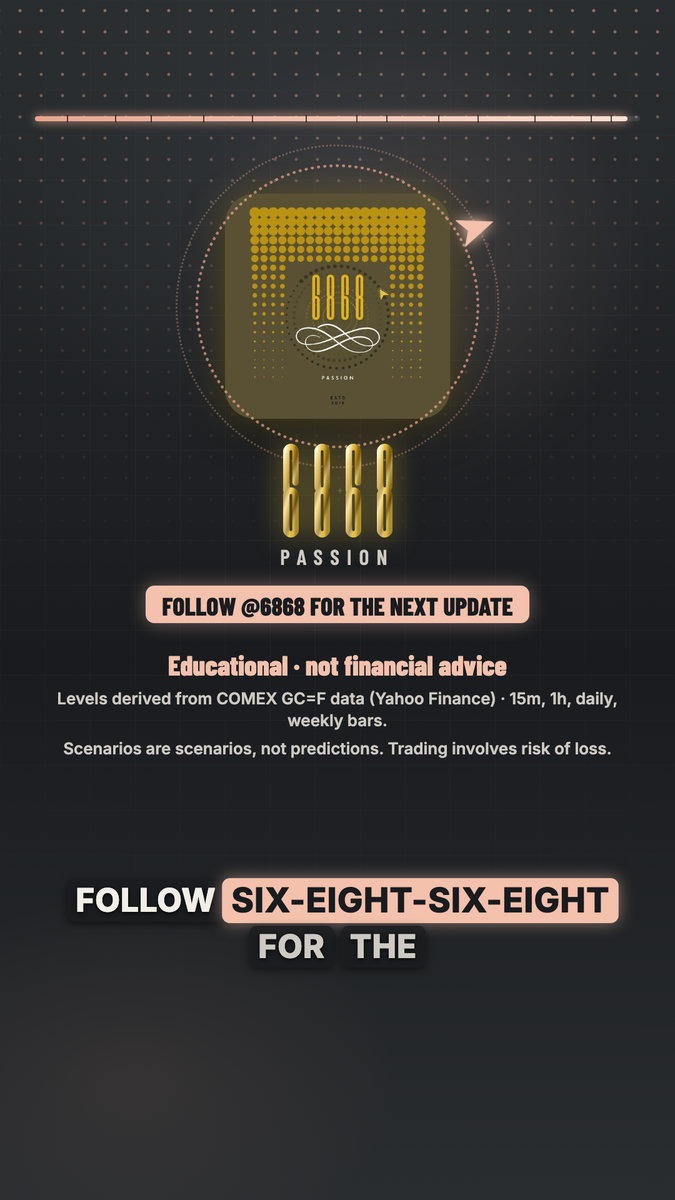 6868
PASSION
ESTD
2019
6868
PASSION
FOLLOW @6868 FOR THE NEXT UPDATE
Educational · not financial advice
Levels derived from COMEX GC=F data (Yahoo Finance) · 15m, 1h, daily,
weekly bars.
Scenarios are scenarios, not predictions. Trading involves risk of loss.
FOLLOW SIX-EIGHT-SIX-EIGHT
FOR THE